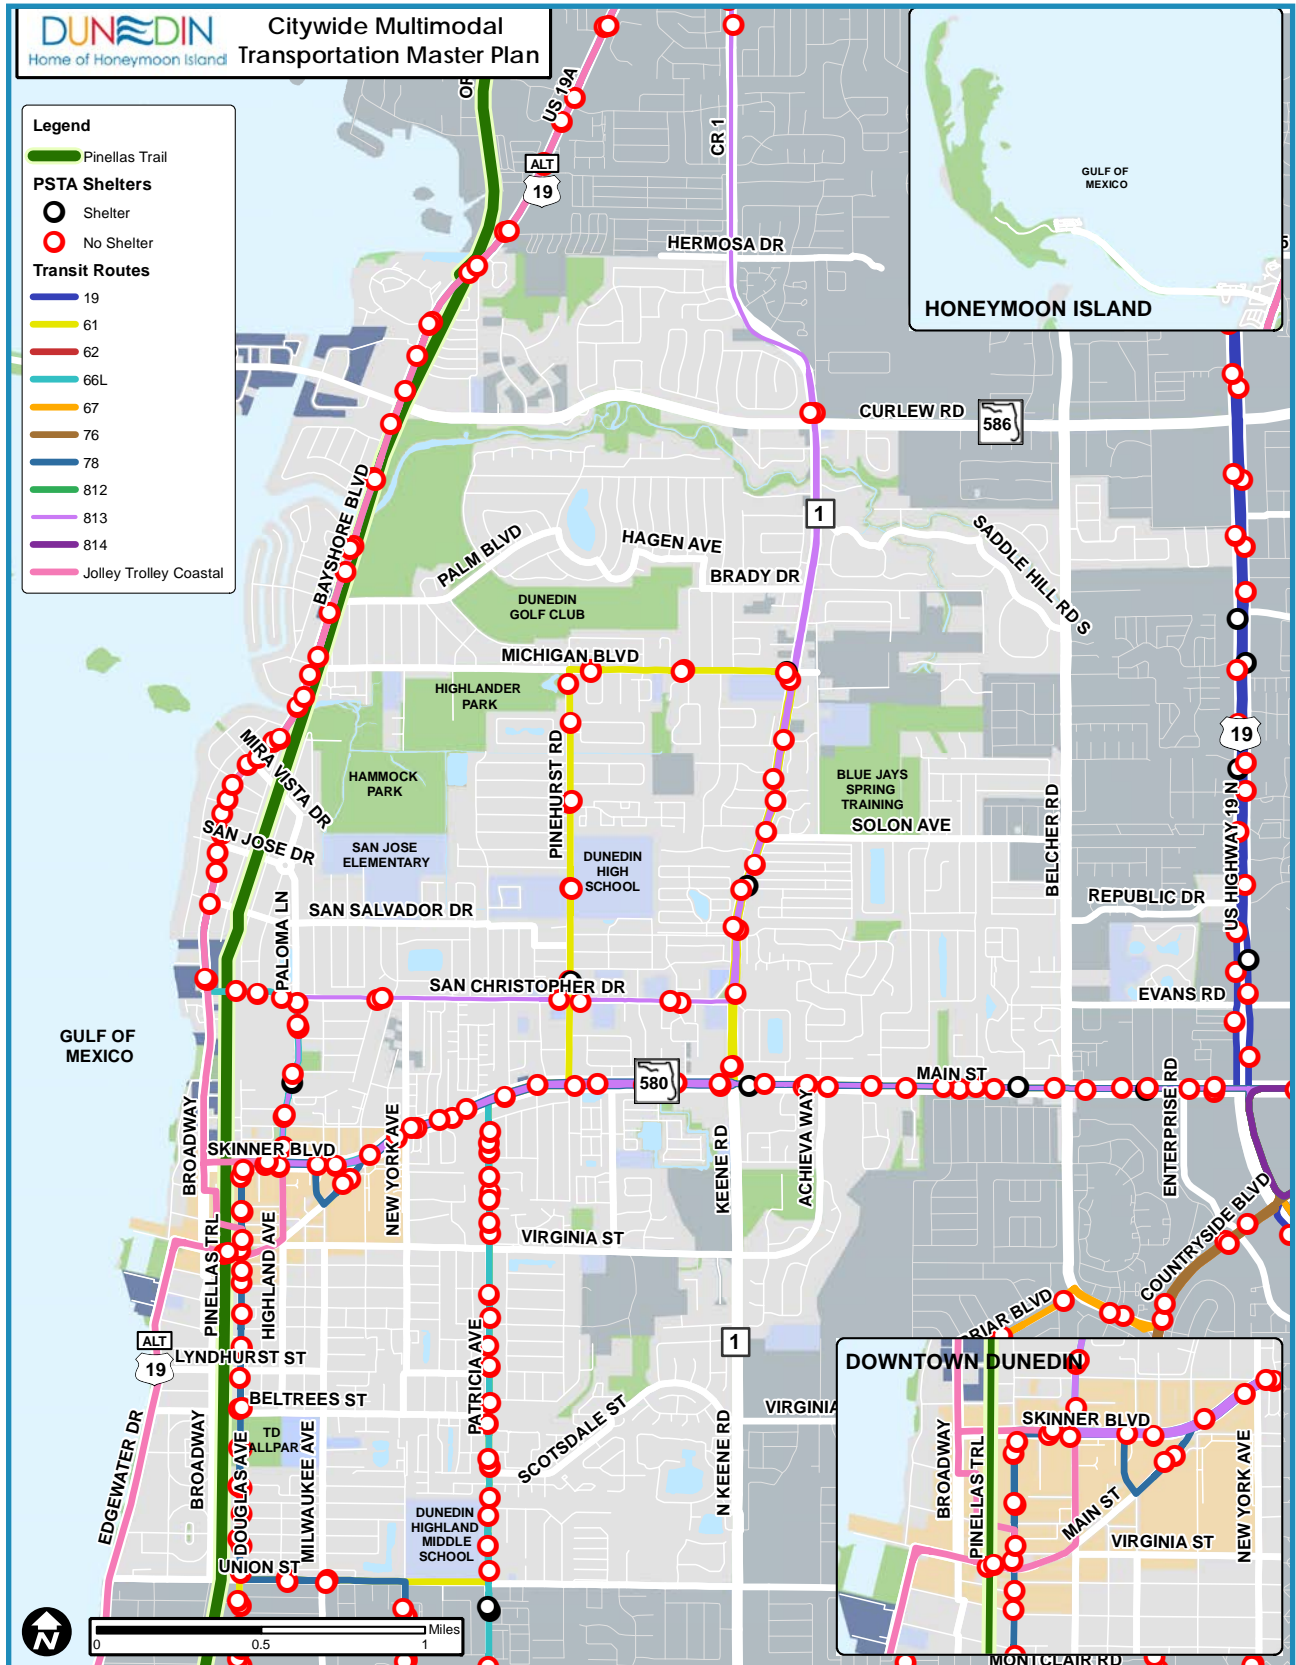 DUNEDIN
Home of Honeymoon Island
Citywide Multimodal
Transportation Master Plan
Legend
Pinellas Trail
PSTA Shelters
Shelter
No Shelter
Transit Routes
19
61
62
66L
67
76
78
812
813
814
Jolley Trolley Coastal
US 19A
ALT
19
CR 1
HERMOSA DR
GULF OF
MEXICO
HONEYMOON ISLAND
5
CURLEW RD
586
1
BAYSHORE BLVD
PALM BLVD
HAGEN AVE
BRADY DR
SADDLE HILL RD S
DUNEDIN
GOLF CLUB
MICHIGAN BLVD
HIGHLANDER
PARK
PINEHURST RD
MIRA VISTA DR
HAMMOCK
PARK
BLUE JAYS
SPRING
TRAINING
19
SAN JOSE DR
SAN JOSE
ELEMENTARY
DUNEDIN
HIGH
SCHOOL
SOLON AVE
BELCHER RD
US HIGHWAY 19 N
REPUBLIC DR
PALOMA LN
SAN SALVADOR DR
SAN CHRISTOPHER DR
EVANS RD
GULF OF
MEXICO
580
MAIN ST
ENTERPRISE RD
BROADWAY
SKINNER BLVD
NEW YORK AVE
KEENE RD
ACHIEVA WAY
COUNTRYSIDE BLVD
PINELLAS TRL
HIGHLAND AVE
VIRGINIA ST
BRIAR BLVD
ALT
19
LYNDHURST ST
1
PATRICIA AVE
BELTREES ST
SCOTSDALE ST
VIRGINIA
N KEENE RD
EDGEWATER DR
BROADWAY
TD
ALLPAR
DOUGLAS AVE
MILWAUKEE AVE
DUNEDIN
HIGHLAND
MIDDLE
SCHOOL
UNION ST
DOWNTOWN DUNEDIN
SKINNER BLVD
BROADWAY
PINELLAS TRL
MAIN ST
VIRGINIA ST
NEW YORK AVE
MONTCLAIR RD
N
Miles
0
0.5
1